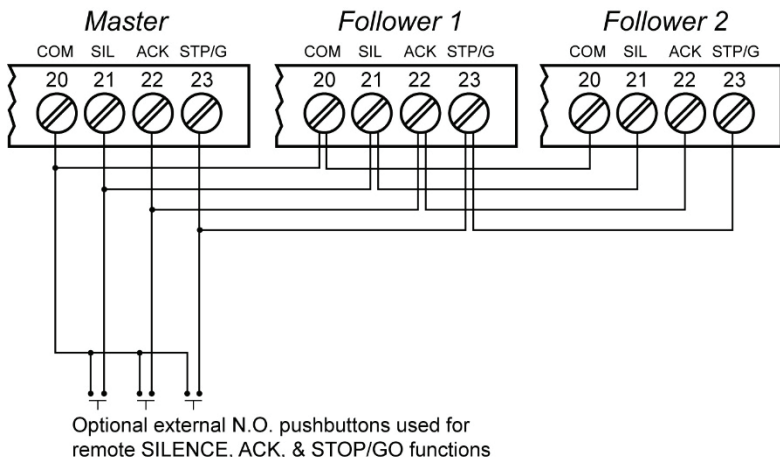 Master Follower 1 Follower 2
COM SIL ACK STP/G COM SIL ACK STP/G COM SIL ACK STP/G
20 21 22 23 20 21 22 23 20 21 22 23
Optional external N.O. pushbuttons used for
remote SILENCE, ACK, & STOP/GO functions